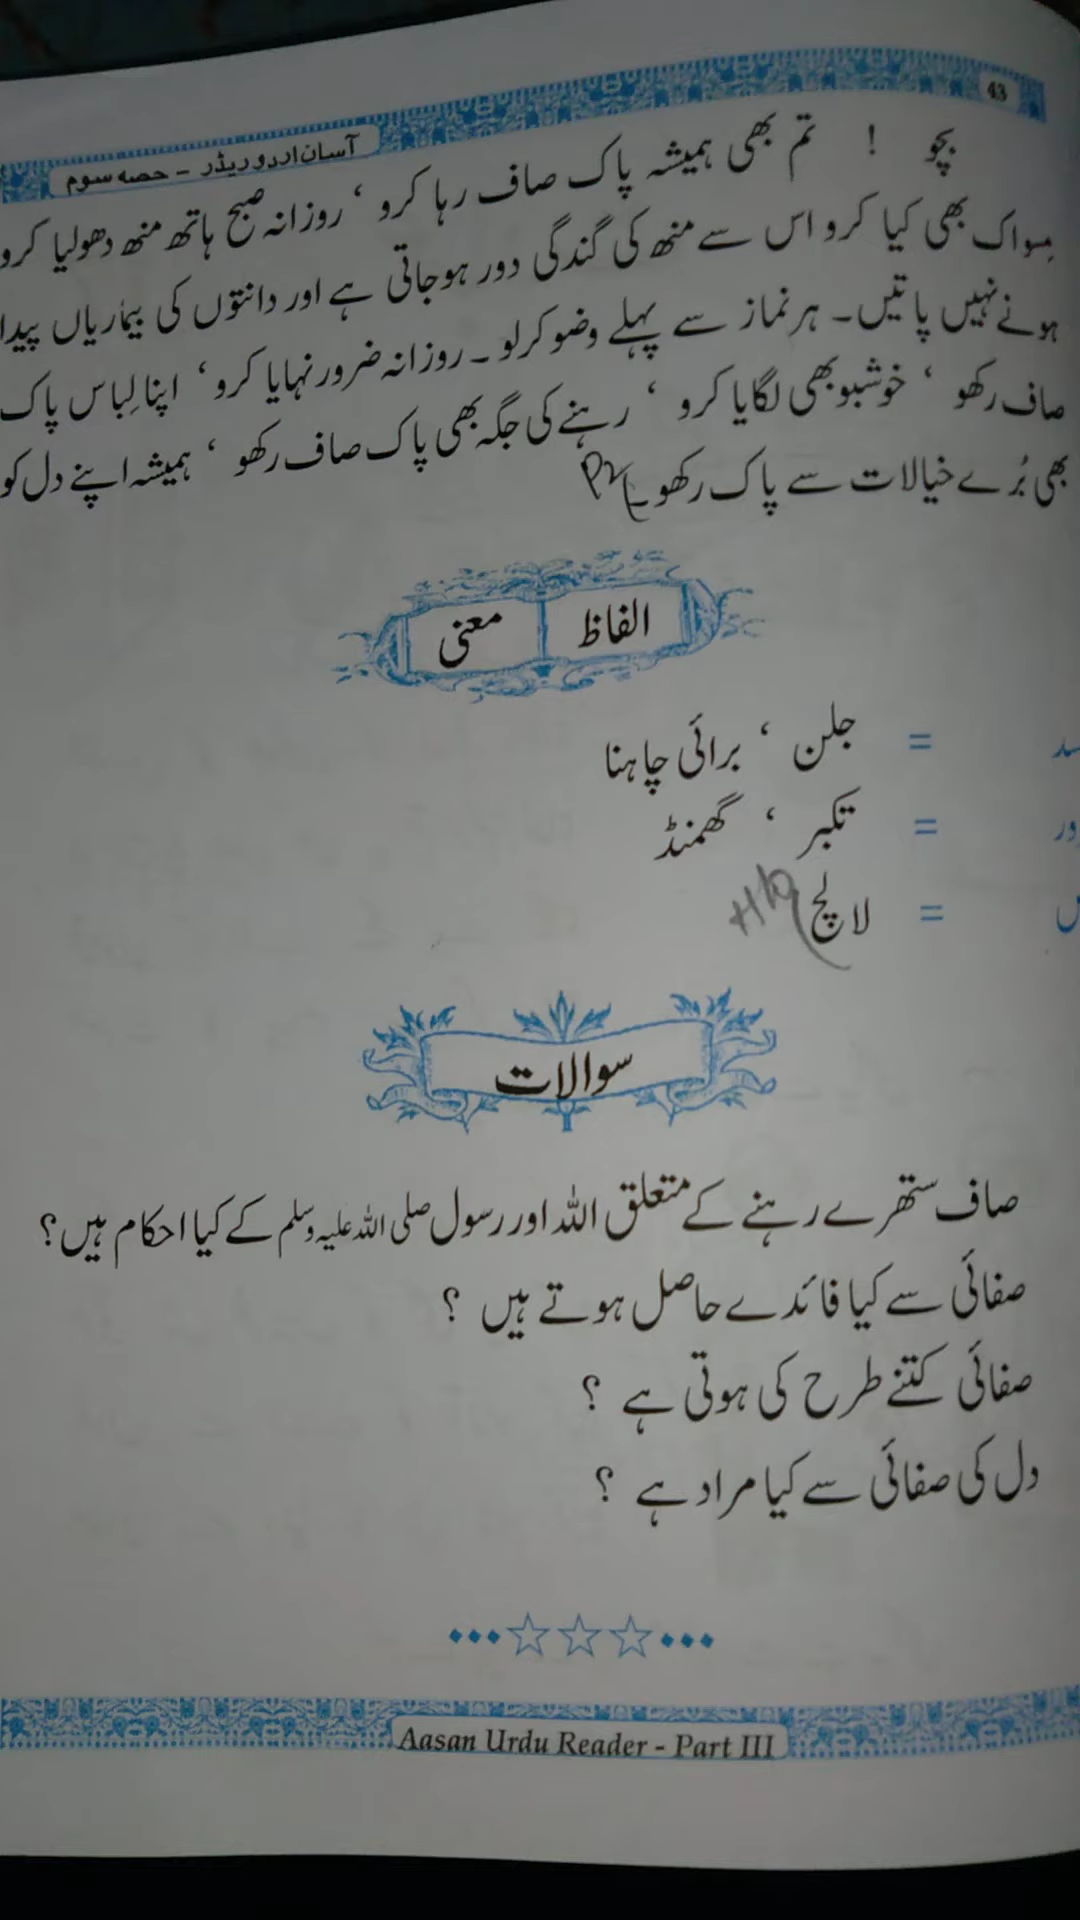 43
آسان اردو ریڈر - حصہ سوم
بچو ! تم بھی ہمیشہ پاک صاف رہا کرو ‘ روزانہ صبح ہاتھ منھ دھولیا کرو
مِسواک بھی کیا کرو اس سے منھ کی گندگی دور ہوجاتی ہے اور دانتوں کی بیماریاں پیدا
ہونے نہیں پاتیں۔ ہر نماز سے پہلے وضو کرلو ۔ روزانہ ضرور نہایا کرو ‘ اپنا لِباس پاک
صاف رکھو ‘ خوشبو بھی لگایا کرو ‘ رہنے کی جگہ بھی پاک صاف رکھو ‘ ہمیشہ اپنے دل کو
بھی بُرے خیالات سے پاک رکھو۔
الفاظ معنی
= جلن ‘ برائی چاہنا
= تکبر ‘ گھمنڈ
= لالچ
سوالات
صاف ستھرے رہنے کے متعلق اللہ اور رسول صلی اللہ علیہ وسلم کے کیا احکام ہیں؟
صفائی سے کیا فائدے حاصل ہوتے ہیں ؟
صفائی کتنے طرح کی ہوتی ہے ؟
دل کی صفائی سے کیا مراد ہے ؟
Aasan Urdu Reader - Part III